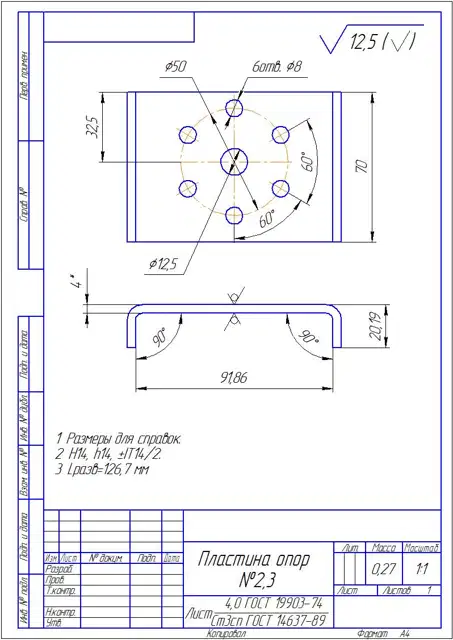 12,5 (√)
⌀50
6отв. ⌀8
32,5
60°
60°
70
⌀12,5
4*
90°
90°
20,19
91,86
1 Размеры для справок.
2 H14, h14, ±IT14/2.
3 Lразв=126,7 мм
Перв. примен.
Справ. №
Подп. и дата
Инв. № дубл.
Взам. инв. №
Подп. и дата
Инв. № подл.
Изм. Лист № докум. Подп. Дата
Разраб.
Пров.
Т.контр.
Н.контр.
Утв.
Пластина опор
№2,3
Лит. Масса Масштаб
0,27 1:1
Лист Листов 1
Лист 4,0 ГОСТ 19903-74
Ст3сп ГОСТ 14637-89
Копировал Формат А4